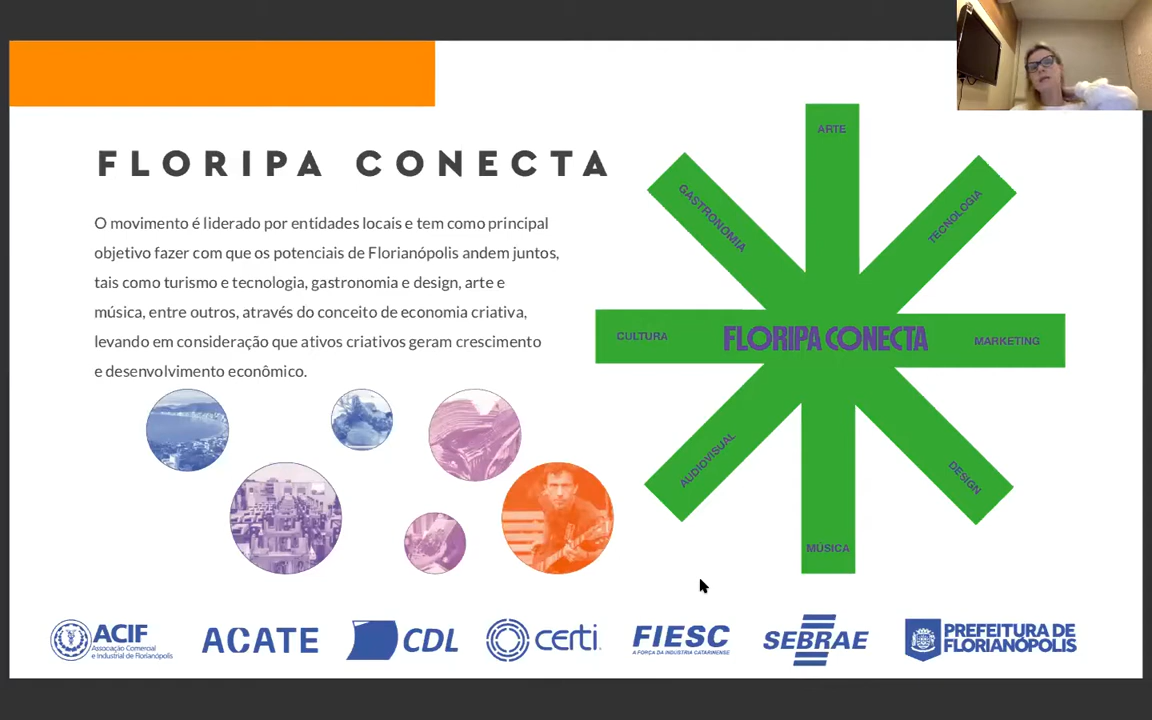 FLORIPA CONECTA
O movimento é liderado por entidades locais e tem como principal
objetivo fazer com que os potenciais de Florianópolis andem juntos,
tais como turismo e tecnologia, gastronomia e design, arte e
música, entre outros, através do conceito de economia criativa,
levando em consideração que ativos criativos geram crescimento
e desenvolvimento econômico.
ARTE
GASTRONOMIA
TECNOLOGIA
CULTURA
FLORIPA CONECTA
MARKETING
AUDIOVISUAL
DESIGN
MÚSICA
ACIF
Associação Comercial
e Industrial de Florianópolis
ACATE
CDL
certi
FIESC
A FORÇA DA INDÚSTRIA CATARINENSE
SEBRAE
PREFEITURA DE
FLORIANÓPOLIS